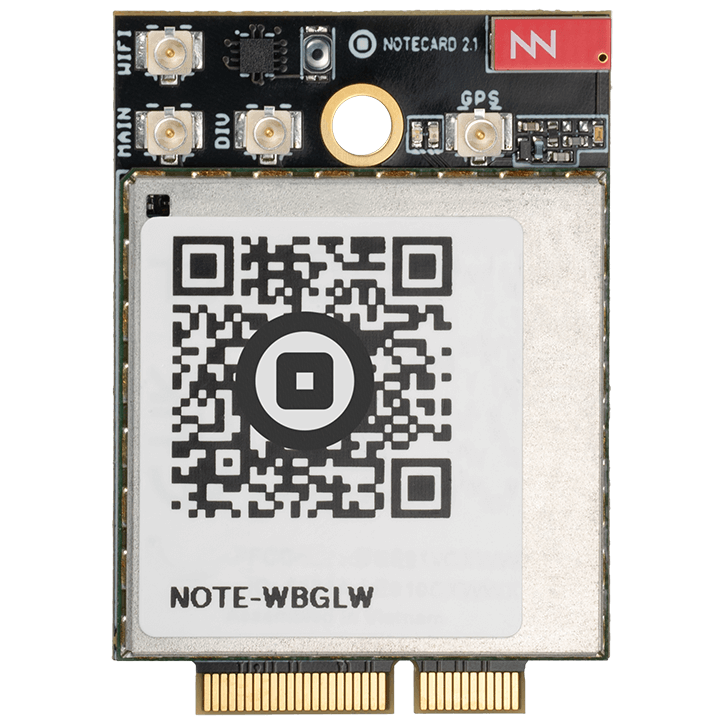 WIFI
NOTECARD 2.1
MAIN
DIV
GPS
NOTE-WBGLW